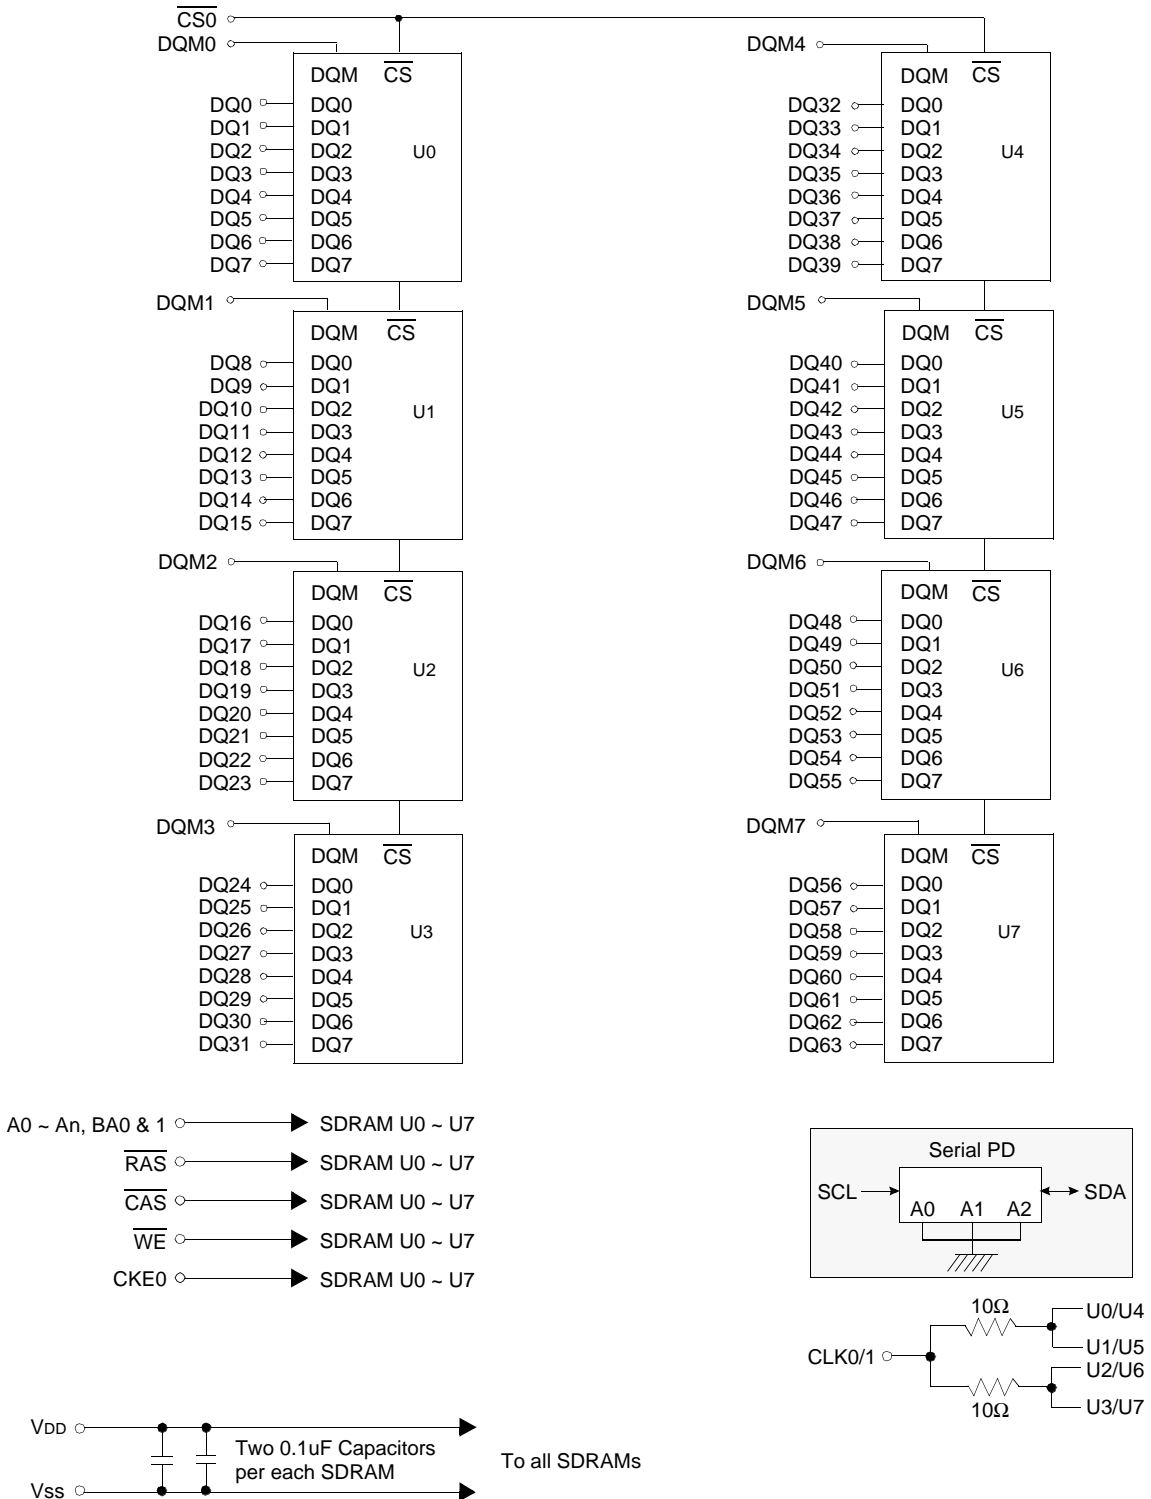 CS0
DQM0
DQM CS
DQ0 DQ0
DQ1 DQ1
DQ2 DQ2
U0
DQ3 DQ3
DQ4 DQ4
DQ5 DQ5
DQ6 DQ6
DQ7 DQ7
DQM1
DQM CS
DQ8 DQ0
DQ9 DQ1
DQ10 DQ2
U1
DQ11 DQ3
DQ12 DQ4
DQ13 DQ5
DQ14 DQ6
DQ15 DQ7
DQM2
DQM CS
DQ16 DQ0
DQ17 DQ1
DQ18 DQ2
U2
DQ19 DQ3
DQ20 DQ4
DQ21 DQ5
DQ22 DQ6
DQ23 DQ7
DQM3
DQM CS
DQ24 DQ0
DQ25 DQ1
DQ26 DQ2
U3
DQ27 DQ3
DQ28 DQ4
DQ29 DQ5
DQ30 DQ6
DQ31 DQ7
DQM4
DQM CS
DQ32 DQ0
DQ33 DQ1
DQ34 DQ2
U4
DQ35 DQ3
DQ36 DQ4
DQ37 DQ5
DQ38 DQ6
DQ39 DQ7
DQM5
DQM CS
DQ40 DQ0
DQ41 DQ1
DQ42 DQ2
U5
DQ43 DQ3
DQ44 DQ4
DQ45 DQ5
DQ46 DQ6
DQ47 DQ7
DQM6
DQM CS
DQ48 DQ0
DQ49 DQ1
DQ50 DQ2
U6
DQ51 DQ3
DQ52 DQ4
DQ53 DQ5
DQ54 DQ6
DQ55 DQ7
DQM7
DQM CS
DQ56 DQ0
DQ57 DQ1
DQ58 DQ2
U7
DQ59 DQ3
DQ60 DQ4
DQ61 DQ5
DQ62 DQ6
DQ63 DQ7
A0 ~ An, BA0 & 1 SDRAM U0 ~ U7
RAS SDRAM U0 ~ U7
CAS SDRAM U0 ~ U7
WE SDRAM U0 ~ U7
CKE0 SDRAM U0 ~ U7
Serial PD
SCL SDA
A0 A1 A2
10Ω
U0/U4
U1/U5
CLK0/1
U2/U6
U3/U7
10Ω
VDD
Two 0.1uF Capacitors
per each SDRAM
To all SDRAMs
Vss